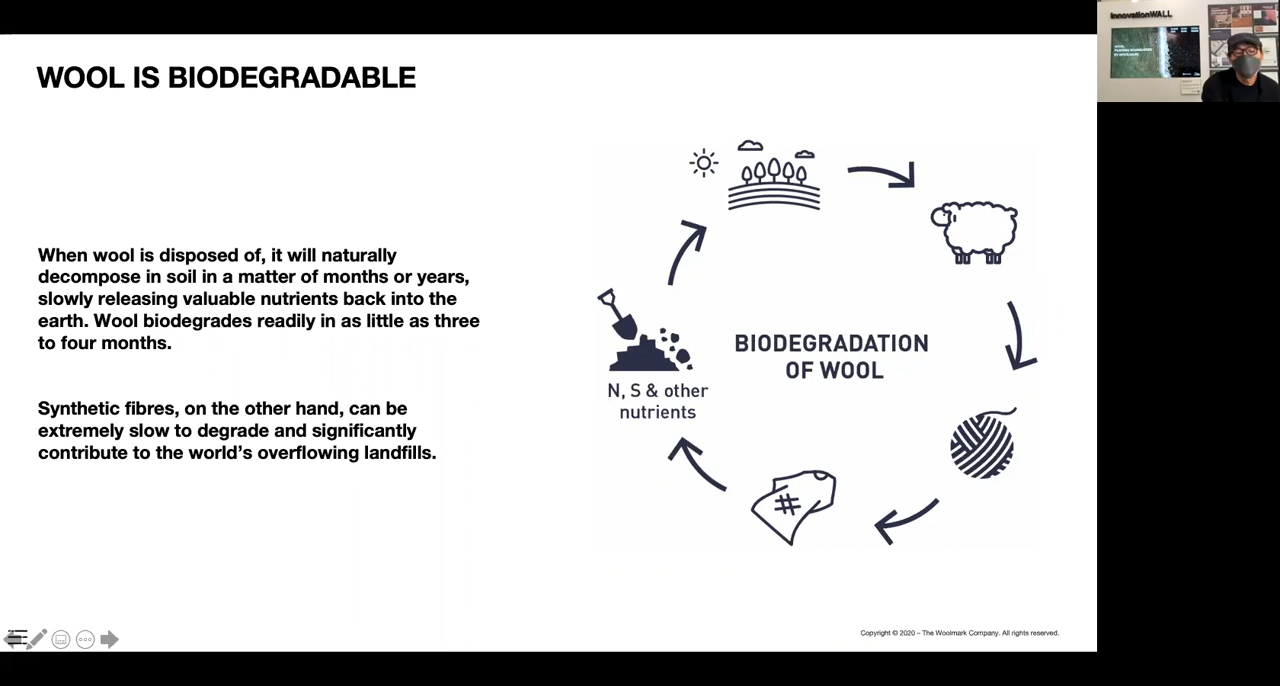 WOOL IS BIODEGRADABLE
When wool is disposed of, it will naturally
decompose in soil in a matter of months or years,
slowly releasing valuable nutrients back into the
earth. Wool biodegrades readily in as little as three
to four months.
Synthetic fibres, on the other hand, can be
extremely slow to degrade and significantly
contribute to the world's overflowing landfills.
BIODEGRADATION
OF WOOL
N, S & other
nutrients
#
Copyright © 2020 – The Woolmark Company. All rights reserved.
InnovationWALL